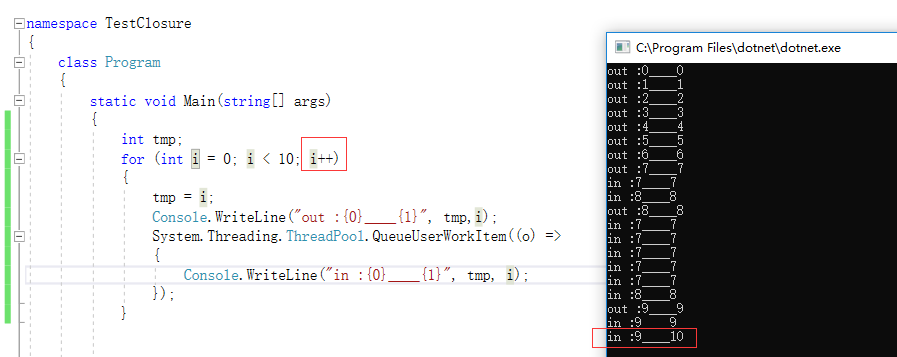 namespace TestClosure
{
class Program
{
static void Main(string[] args)
{
int tmp;
for (int i = 0; i < 10; i++)
{
tmp = i;
Console.WriteLine("out :{0}____{1}", tmp,i);
System.Threading.ThreadPool.QueueUserWorkItem((o) =>
{
Console.WriteLine("in :{0}____{1}", tmp, i);
});
}
C:\Program Files\dotnet\dotnet.exe
out :0____0
out :1____1
out :2____2
out :3____3
out :4____4
out :5____5
out :6____6
out :7____7
in :7____7
in :8____8
out :8____8
in :7____7
in :7____7
in :7____7
in :7____7
in :7____7
in :8____8
out :9____9
in :9____9
in :9____10